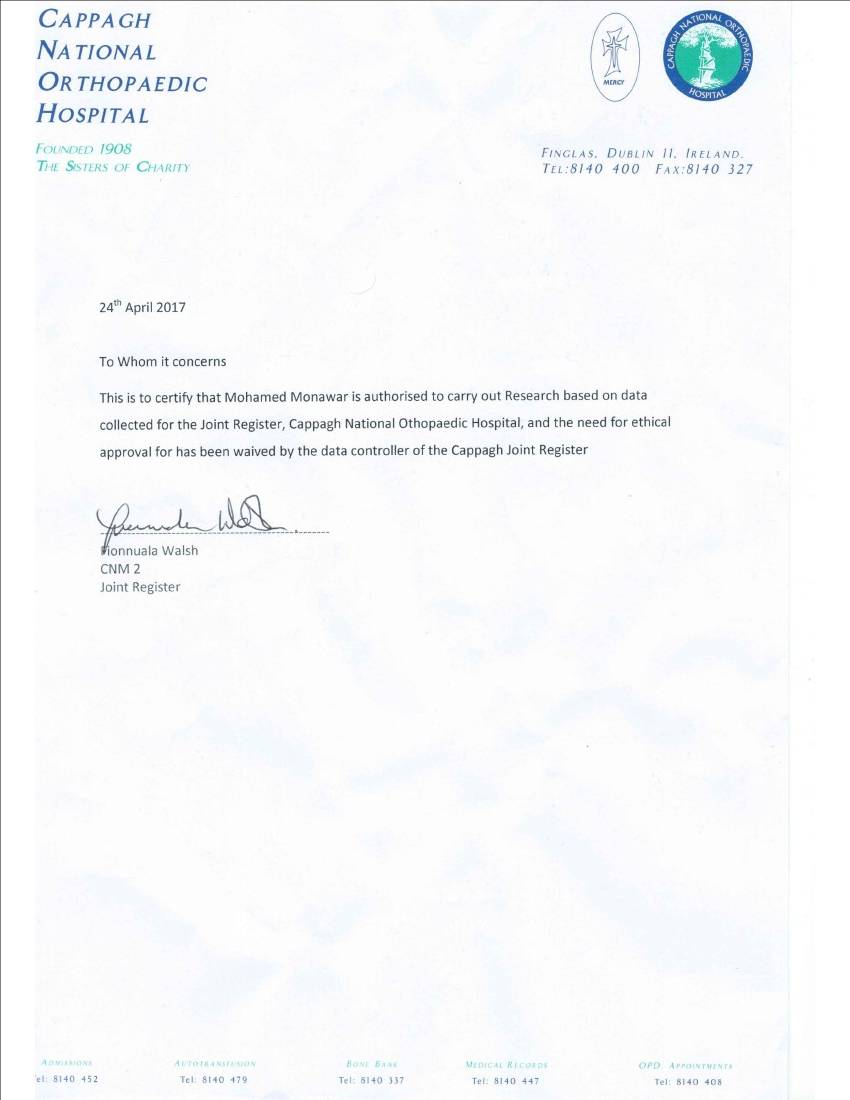 CAPPAGH
NATIONAL
ORTHOPAEDIC
HOSPITAL
FOUNDED 1908
THE SISTERS OF CHARITY
MERCY
CAPPAGH NATIONAL ORTHOPAEDIC
HOSPITAL
FINGLAS, DUBLIN 11, IRELAND.
TEL:8140 400 FAX:8140 327
24th April 2017
To Whom it concerns
This is to certify that Mohamed Monawar is authorised to carry out Research based on data
collected for the Joint Register, Cappagh National Othopaedic Hospital, and the need for ethical
approval for has been waived by the data controller of the Cappagh Joint Register
Fionnuala Walsh
CNM 2
Joint Register
ADMISSIONS
Tel: 8140 452
AUTOTRANSFUSION
Tel: 8140 479
BONE BANK
Tel: 8140 337
MEDICAL RECORDS
Tel: 8140 447
OPD APPOINTMENTS
Tel: 8140 408